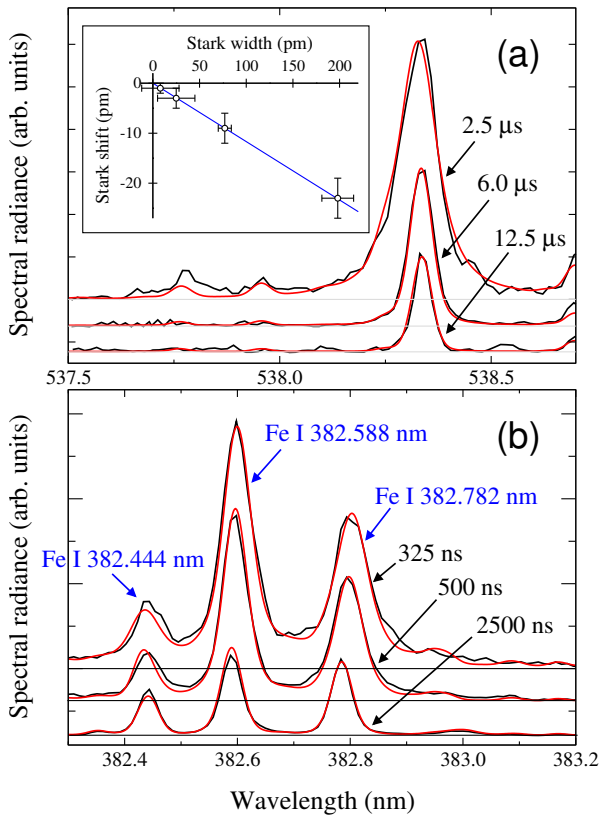 (a)
Stark width (pm)
0 50 100 150 200
0
-10
-20
Stark shift (pm)
2.5 µs
6.0 µs
12.5 µs
Spectral radiance (arb. units)
537.5 538.0 538.5
(b)
Fe I 382.588 nm
Fe I 382.782 nm
Fe I 382.444 nm
325 ns
500 ns
2500 ns
Spectral radiance (arb. units)
382.4 382.6 382.8 383.0 383.2
Wavelength (nm)